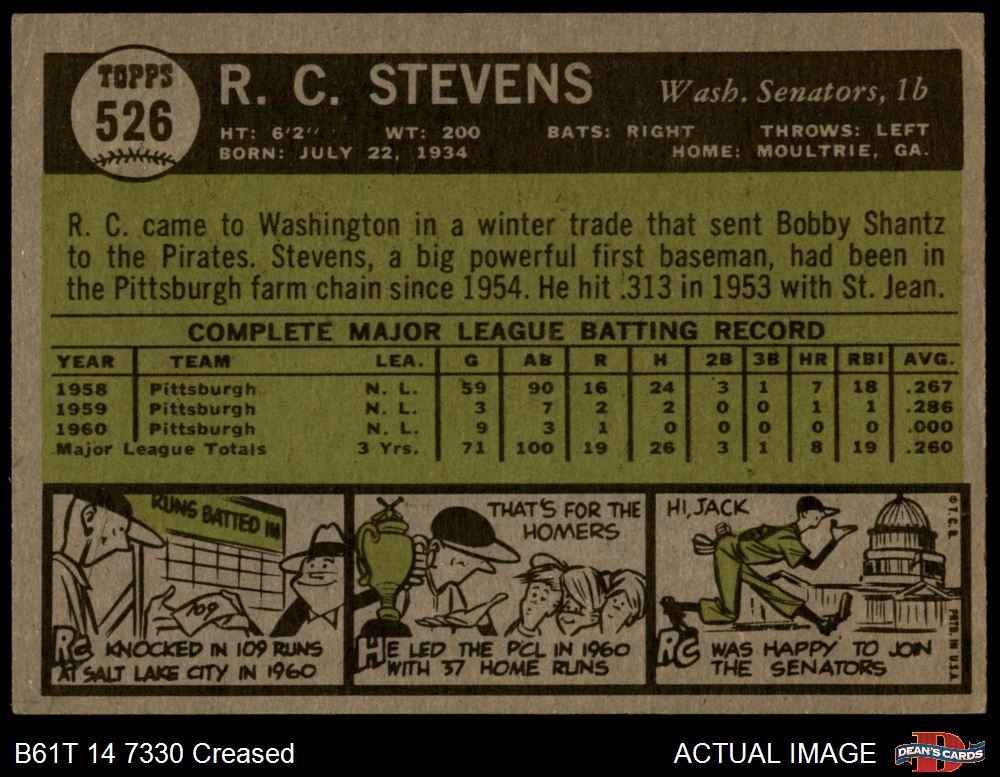 TOPPS
526
R. C. STEVENS
Wash. Senators, 1b
HT: 6'2" WT: 200 BATS: RIGHT THROWS: LEFT
BORN: JULY 22, 1934 HOME: MOULTRIE, GA.
R. C. came to Washington in a winter trade that sent Bobby Shantz
to the Pirates. Stevens, a big powerful first baseman, had been in
the Pittsburgh farm chain since 1954. He hit .313 in 1953 with St. Jean.
COMPLETE MAJOR LEAGUE BATTING RECORD
YEAR TEAM LEA. G AB R H 2B 3B HR RBI AVG.
1958 Pittsburgh N. L. 59 90 16 24 3 1 7 18 .267
1959 Pittsburgh N. L. 3 7 2 2 0 0 1 1 .286
1960 Pittsburgh N. L. 9 3 1 0 0 0 0 0 .000
Major League Totals 3 Yrs. 71 100 19 26 3 1 8 19 .260
RUNS BATTED IN
109
RC KNOCKED IN 109 RUNS
AT SALT LAKE CITY IN 1960
THAT'S FOR THE
HOMERS
HE LED THE PCL IN 1960
WITH 37 HOME RUNS
HI, JACK
RC WAS HAPPY TO JOIN
THE SENATORS
© T. C. G.
PRTD. IN U.S.A.
B61T 14 7330 Creased
ACTUAL IMAGE
DEAN'S CARDS